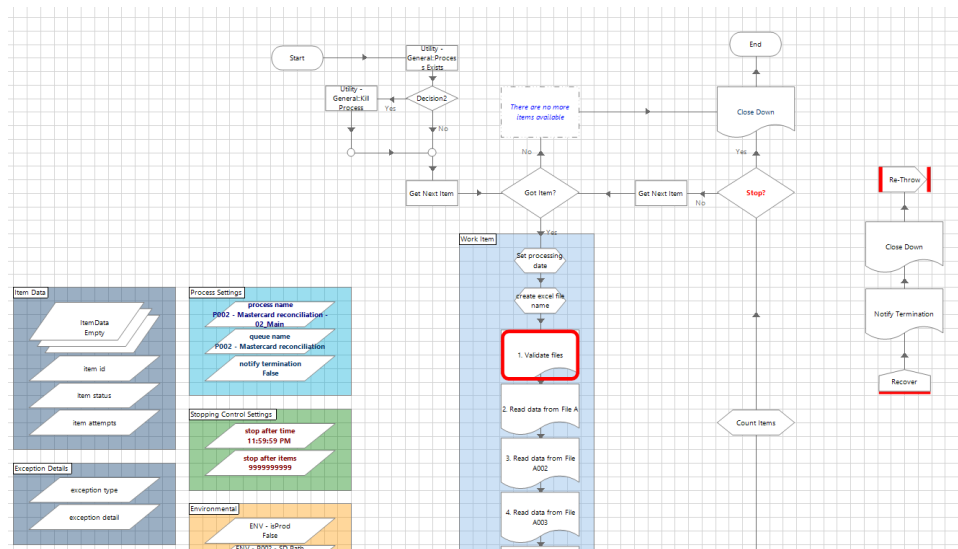 Start
Utility -
General::Proces
s Exists
End
Utility -
General::Kill
Process
Yes
Decision2
No
There are no more
items available
Close Down
No
Yes
Get Next Item
Got Item?
Get Next Item
No
Stop?
Re-Throw
Yes
Work Item
Set processing
date
Close Down
create excel file
name
Notify Termination
1. Validate files
Recover
2. Read data from File A
Count Items
3. Read data from File
A002
4. Read data from File
A003
Item Data
ItemData
Empty
item id
item status
item attempts
Exception Details
exception type
exception detail
Process Settings
process name
P002 - Mastercard reconciliation -
02_Main
queue name
P002 - Mastercard reconciliation
notify termination
False
Stopping Control Settings
stop after time
11:59:59 PM
stop after items
9999999999
Environmental
ENV - isProd
False
ENV - P002 - SD Path